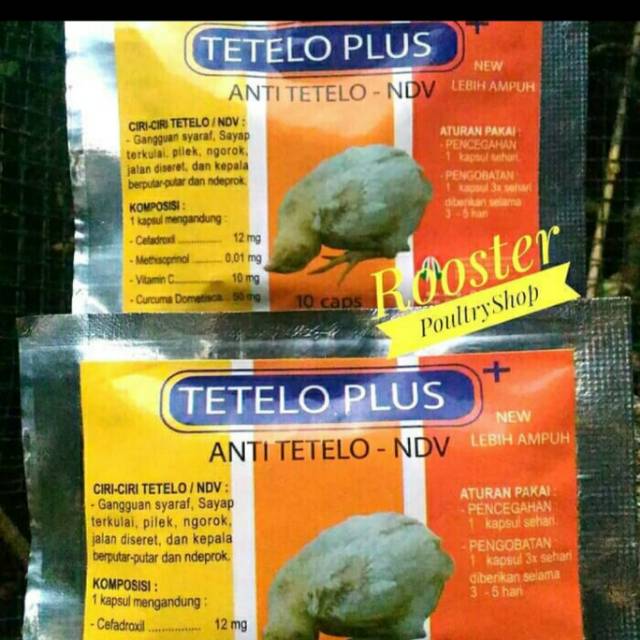 TETELO PLUS +
ANTI TETELO - NDV
NEW
LEBIH AMPUH
CIRI-CIRI TETELO / NDV :
- Gangguan syaraf, Sayap
terkulai, pilek, ngorok,
jalan diseret, dan kepala
berputar-putar dan ndeprok.
KOMPOSISI :
1 kapsul mengandung :
- Cefadroxil .............. 12 mg
- Methisoprinol ........ 0,01 mg
- Vitamin C............... 10 mg
- Curcuma Domestica.. 50 mg
ATURAN PAKAI :
- PENCEGAHAN
1 kapsul sehari.
- PENGOBATAN :
1 kapsul 3x sehari
diberikan selama
3 - 5 hari
10 caps
Rooster
PoultryShop
TETELO PLUS +
ANTI TETELO - NDV
NEW
LEBIH AMPUH
CIRI-CIRI TETELO / NDV :
- Gangguan syaraf, Sayap
terkulai, pilek, ngorok,
jalan diseret, dan kepala
berputar-putar dan ndeprok.
KOMPOSISI :
1 kapsul mengandung :
- Cefadroxil ............... 12 mg
ATURAN PAKAI :
- PENCEGAHAN :
1 kapsul sehari.
- PENGOBATAN :
1 kapsul 3x sehari
diberikan selama
3 - 5 hari